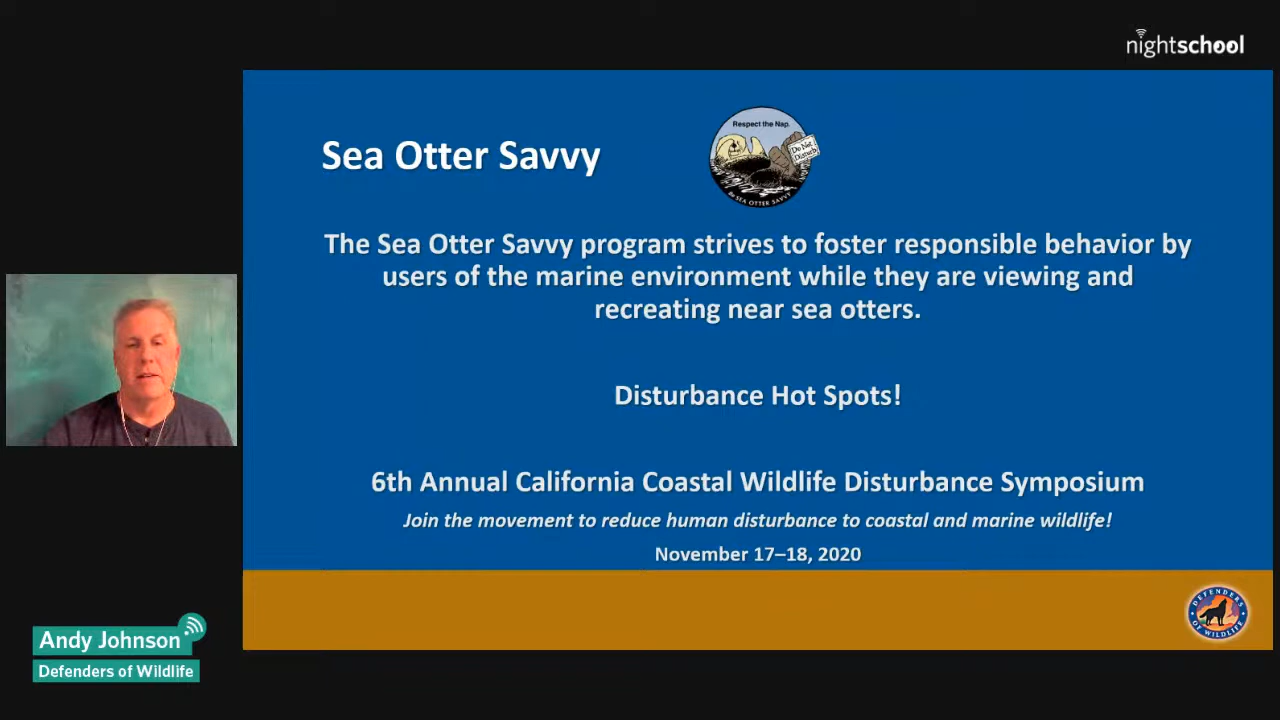 nightschool
Sea Otter Savvy
Respect the Nap.
Do Not
Disturb
Be SEA OTTER SAVVY
The Sea Otter Savvy program strives to foster responsible behavior by
users of the marine environment while they are viewing and
recreating near sea otters.
Disturbance Hot Spots!
6th Annual California Coastal Wildlife Disturbance Symposium
Join the movement to reduce human disturbance to coastal and marine wildlife!
November 17–18, 2020
DEFENDERS
OF WILDLIFE
Andy Johnson
Defenders of Wildlife